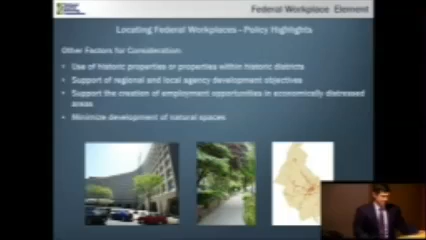 Federal Workplace Element
Locating Federal Workplaces - Policy Highlights
Other Factors for Consideration:
• Use of historic properties or properties within historic districts
• Support of regional and local agency development objectives
• Support the creation of employment opportunities in economically distressed
areas
• Minimize development of natural spaces